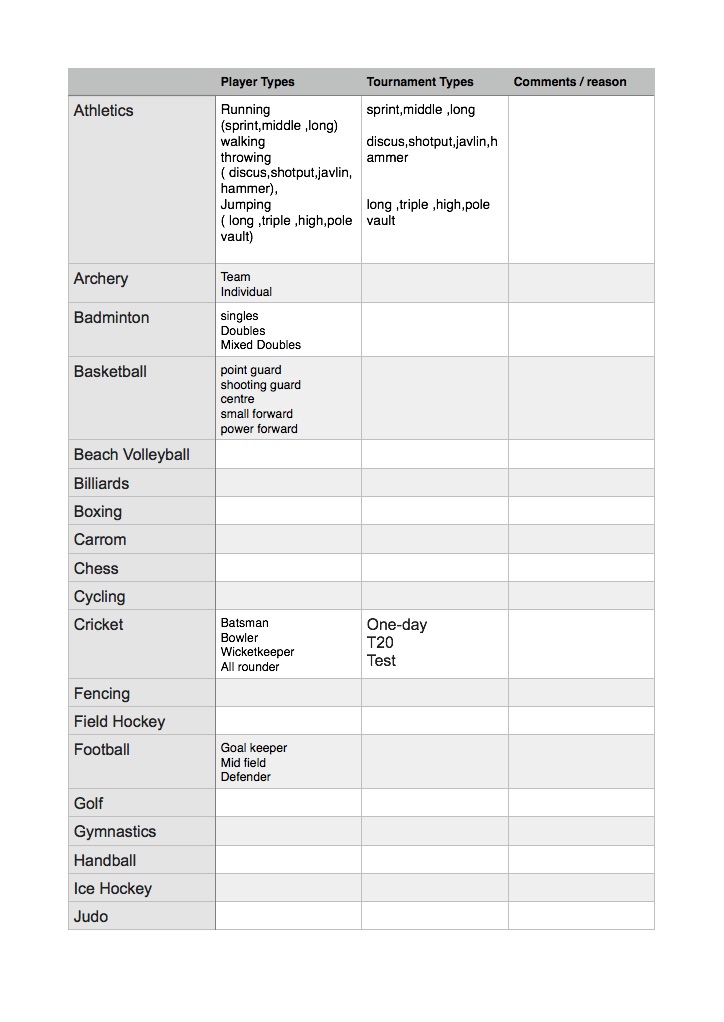 Player Types Tournament Types Comments / reason
Athletics
Running
(sprint,middle ,long)
walking
throwing
( discus,shotput,javlin,
hammer),
Jumping
( long ,triple ,high,pole
vault)
sprint,middle ,long
discus,shotput,javlin,h
ammer
long ,triple ,high,pole
vault
Archery
Team
Individual
Badminton
singles
Doubles
Mixed Doubles
Basketball
point guard
shooting guard
centre
small forward
power forward
Beach Volleyball
Billiards
Boxing
Carrom
Chess
Cycling
Cricket
Batsman
Bowler
Wicketkeeper
All rounder
One-day
T20
Test
Fencing
Field Hockey
Football
Goal keeper
Mid field
Defender
Golf
Gymnastics
Handball
Ice Hockey
Judo